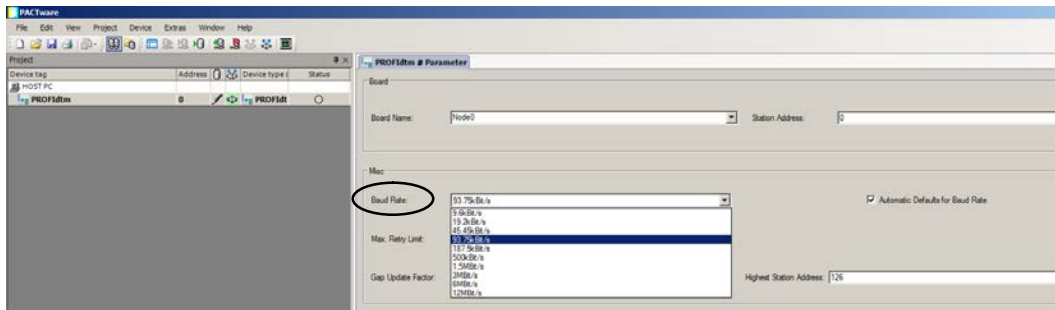 PACTware
File Edit View Project Device Extras Window Help
Project
Device tag Address Device type ( Status
HOST PC
PROFIdtm 0 PROFIdt
PROFIdtm # Parameter
Board
Board Name: Node0 Station Address: 0
Misc
Baud Rate: 93.75kBit/s Automatic Defaults for Baud Rate
9.6kBit/s
19.2kBit/s
45.45kBit/s
Max. Retry Limit: 93.75kBit/s
187.5kBit/s
500kBit/s
1.5MBit/s
Gap Update Factor: 3MBit/s Highest Station Address: 126
6MBit/s
12MBit/s